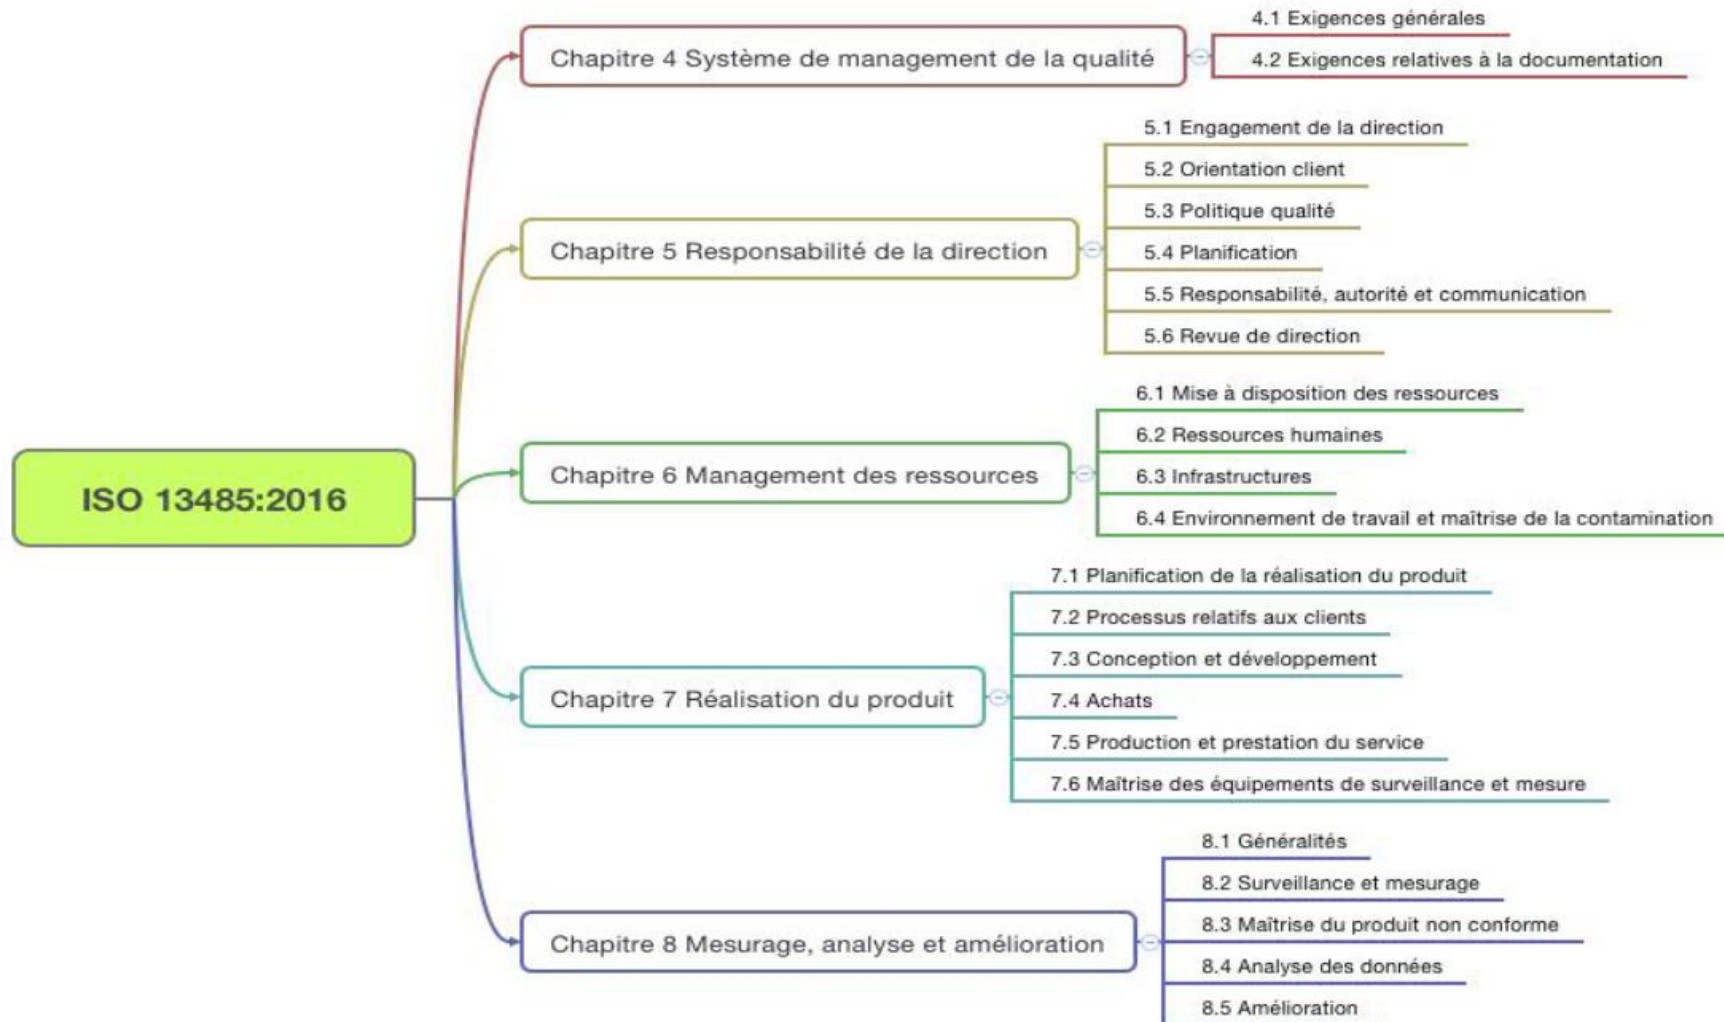 ISO 13485:2016
Chapitre 4 Système de management de la qualité
4.1 Exigences générales
4.2 Exigences relatives à la documentation
Chapitre 5 Responsabilité de la direction
5.1 Engagement de la direction
5.2 Orientation client
5.3 Politique qualité
5.4 Planification
5.5 Responsabilité, autorité et communication
5.6 Revue de direction
Chapitre 6 Management des ressources
6.1 Mise à disposition des ressources
6.2 Ressources humaines
6.3 Infrastructures
6.4 Environnement de travail et maîtrise de la contamination
Chapitre 7 Réalisation du produit
7.1 Planification de la réalisation du produit
7.2 Processus relatifs aux clients
7.3 Conception et développement
7.4 Achats
7.5 Production et prestation du service
7.6 Maîtrise des équipements de surveillance et mesure
Chapitre 8 Mesurage, analyse et amélioration
8.1 Généralités
8.2 Surveillance et mesurage
8.3 Maîtrise du produit non conforme
8.4 Analyse des données
8.5 Amélioration